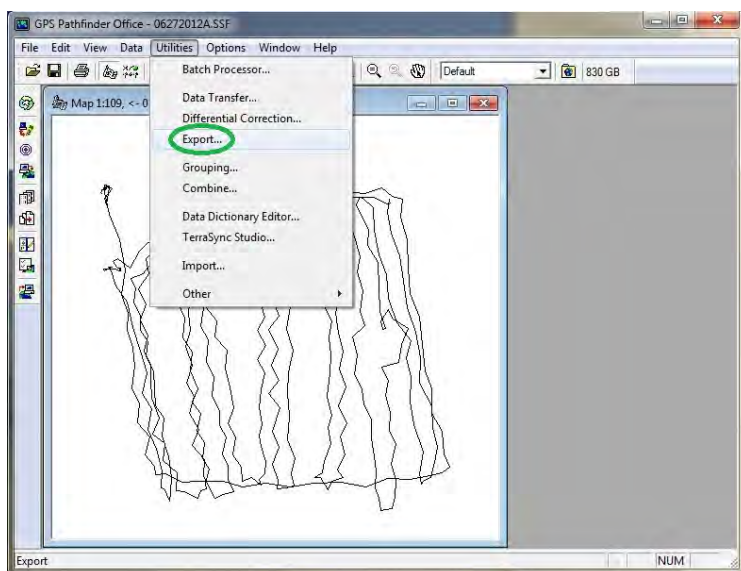 GPS Pathfinder Office - 06272012A.SSF
File Edit View Data Utilities Options Window Help
Default 830 GB
Map 1:109, <- 0
Batch Processor...
Data Transfer...
Differential Correction...
Export...
Grouping...
Combine...
Data Dictionary Editor...
TerraSync Studio...
Import...
Other
Export NUM